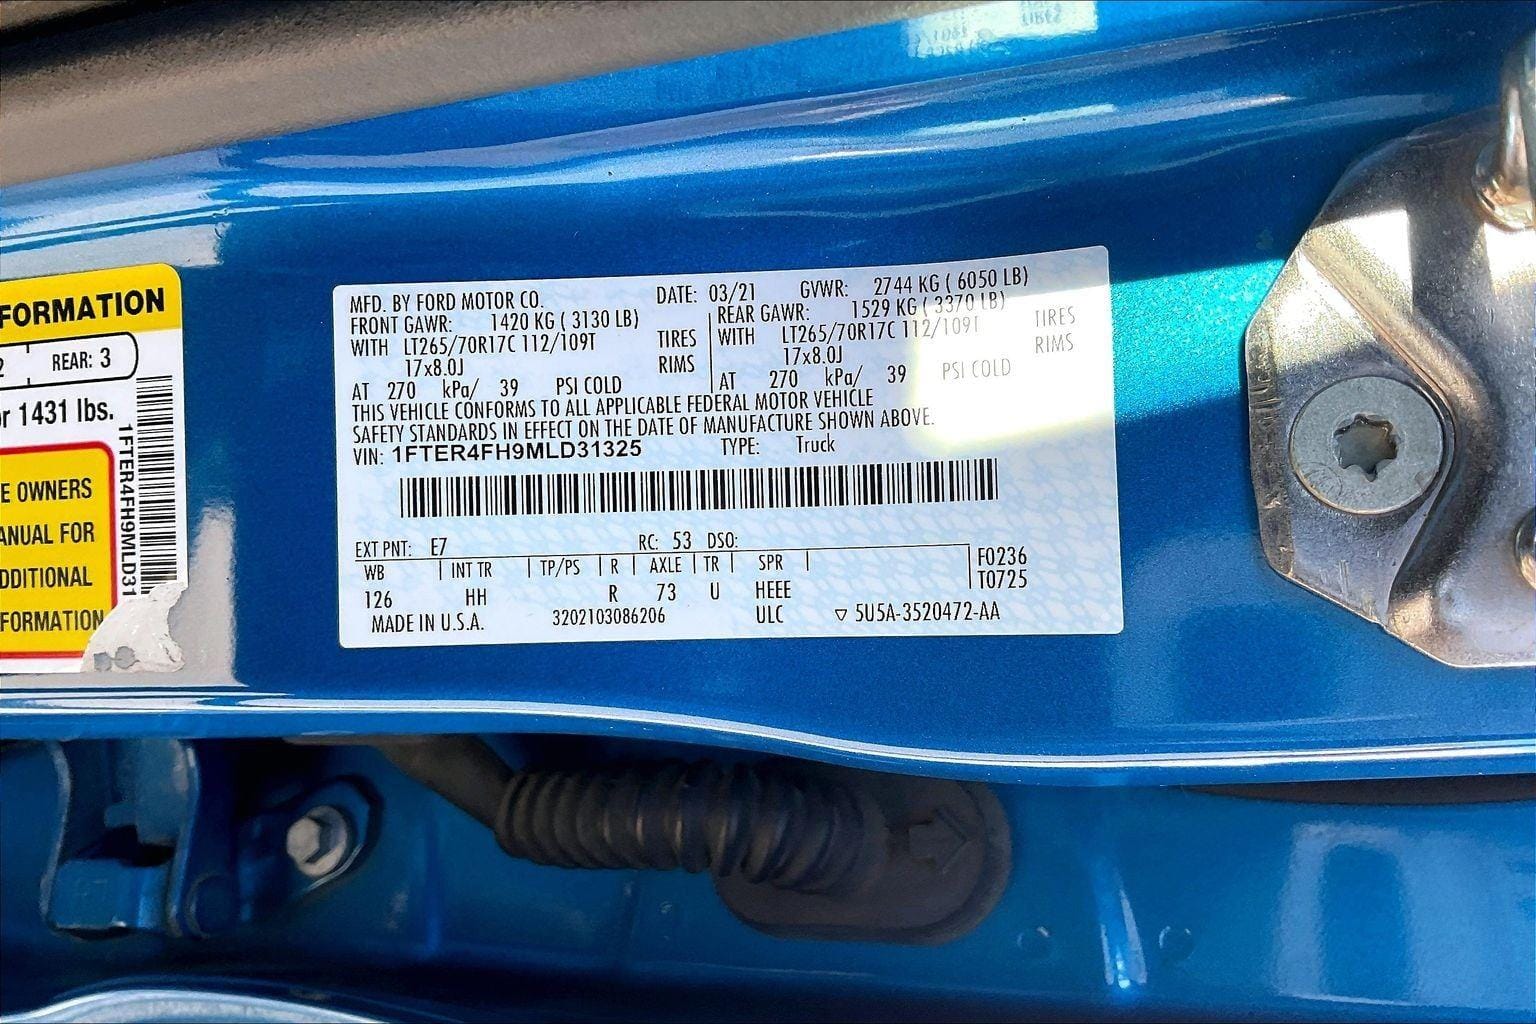 FORMATION
2 REAR: 3
or 1431 lbs.
E OWNERS
ANUAL FOR
DDITIONAL
FORMATION
1FTER4FH9MLD31
MFD. BY FORD MOTOR CO. DATE: 03/21 GVWR: 2744 KG ( 6050 LB)
FRONT GAWR: 1420 KG ( 3130 LB) REAR GAWR: 1529 KG ( 3370 LB)
WITH LT265/70R17C 112/109T TIRES WITH LT265/70R17C 112/109T TIRES
17x8.0J RIMS 17x8.0J RIMS
AT 270 kPa/ 39 PSI COLD AT 270 kPa/ 39 PSI COLD
THIS VEHICLE CONFORMS TO ALL APPLICABLE FEDERAL MOTOR VEHICLE
SAFETY STANDARDS IN EFFECT ON THE DATE OF MANUFACTURE SHOWN ABOVE.
VIN: 1FTER4FH9MLD31325 TYPE: Truck
EXT PNT: E7 RC: 53 DSO:
WB INT TR TP/PS R AXLE TR SPR F0236
126 HH R 73 U HEEE T0725
MADE IN U.S.A. 3202103086206 ULC ▽ 5U5A-3520472-AA